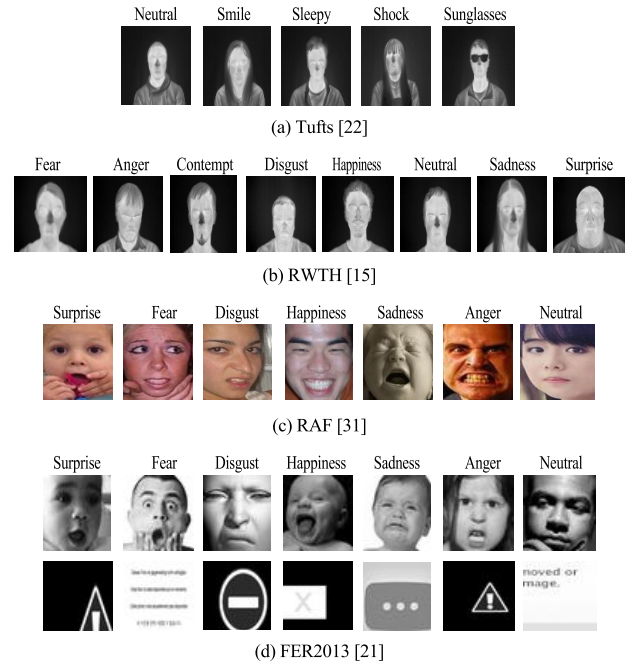 Neutral Smile Sleepy Shock Sunglasses
(a) Tufts [22]
Fear Anger Contempt Disgust Happiness Neutral Sadness Surprise
(b) RWTH [15]
Surprise Fear Disgust Happiness Sadness Anger Neutral
(c) RAF [31]
Surprise Fear Disgust Happiness Sadness Anger Neutral
moved or
mage.
X
(d) FER2013 [21]